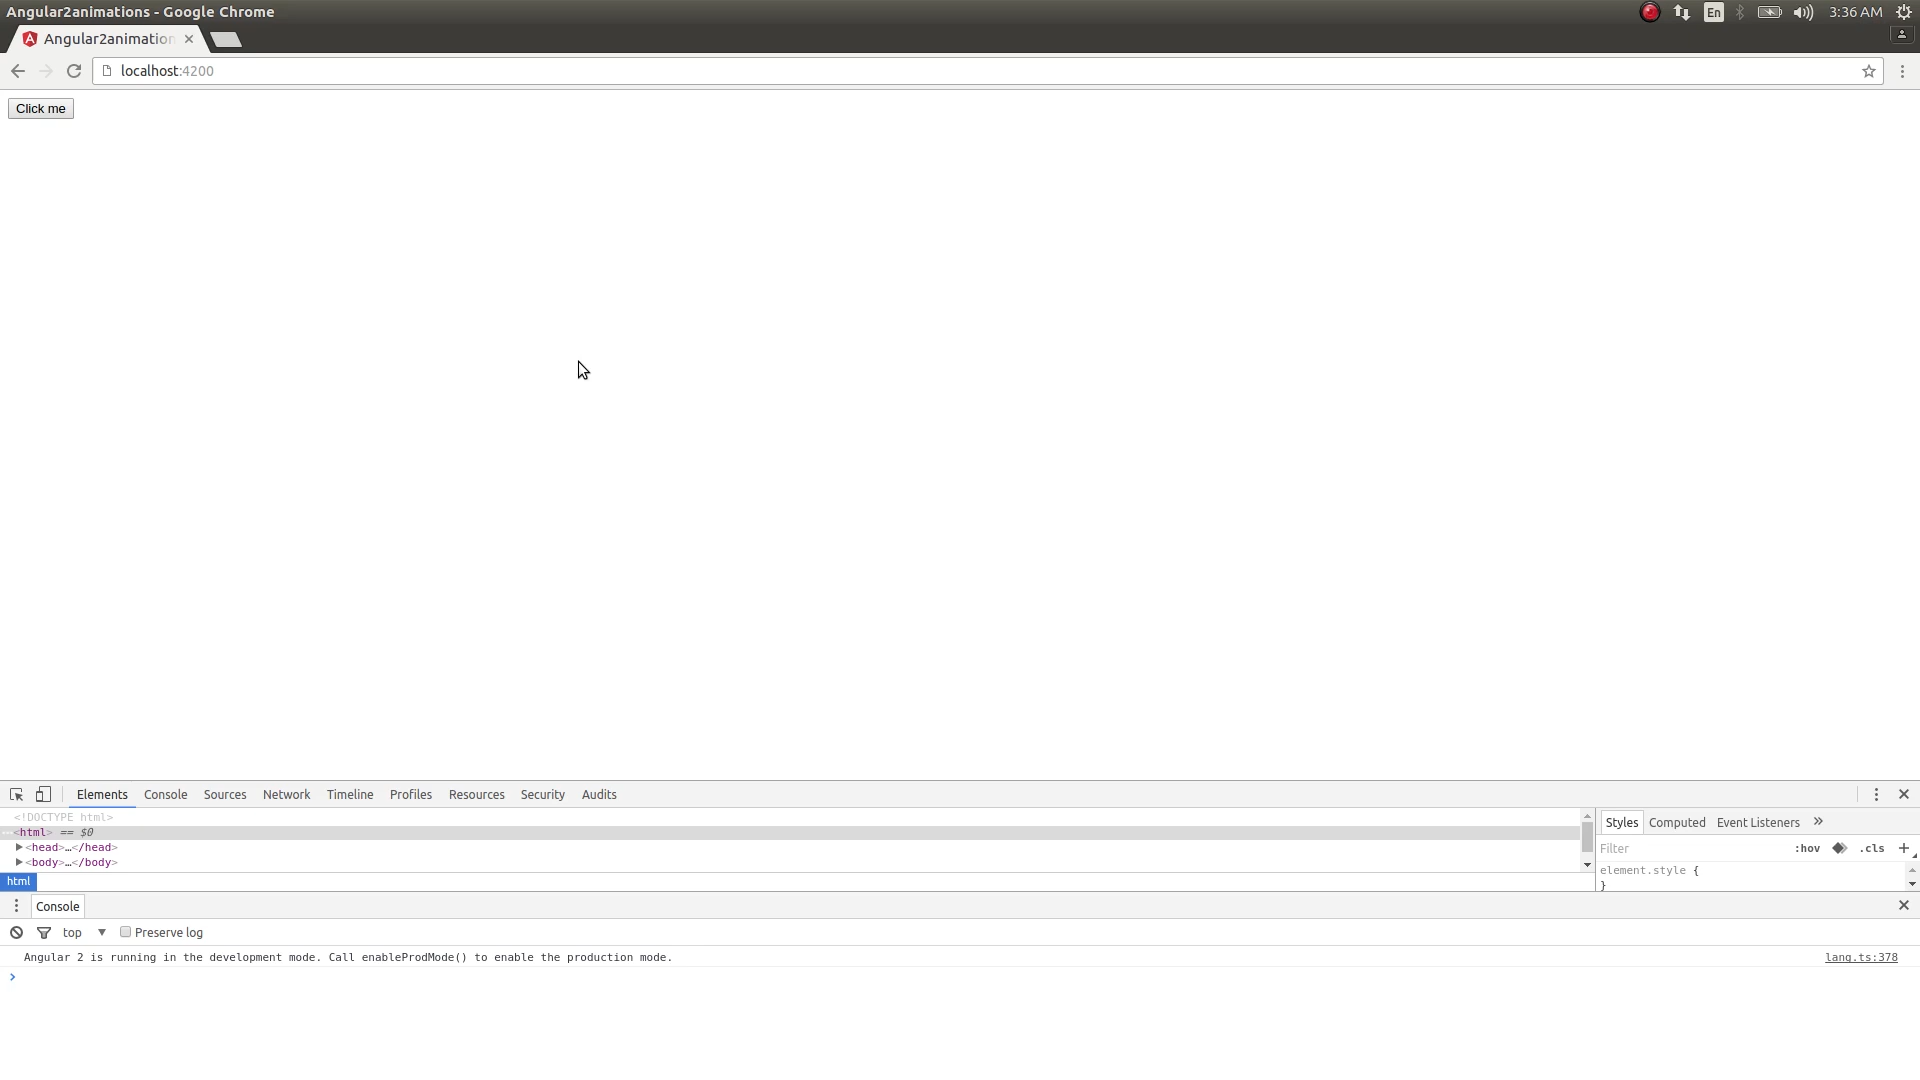 Angular2animations - Google Chrome
En
3:36 AM
Angular2animation
localhost:4200
Click me
Elements Console Sources Network Timeline Profiles Resources Security Audits
<!DOCTYPE html>
…<html> == $0
▶<head>…</head>
▶<body>…</body>
html
Styles Computed Event Listeners »
Filter :hov .cls +
element.style {
}
Console
top ▼ Preserve log
Angular 2 is running in the development mode. Call enableProdMode() to enable the production mode. lang.ts:378
>